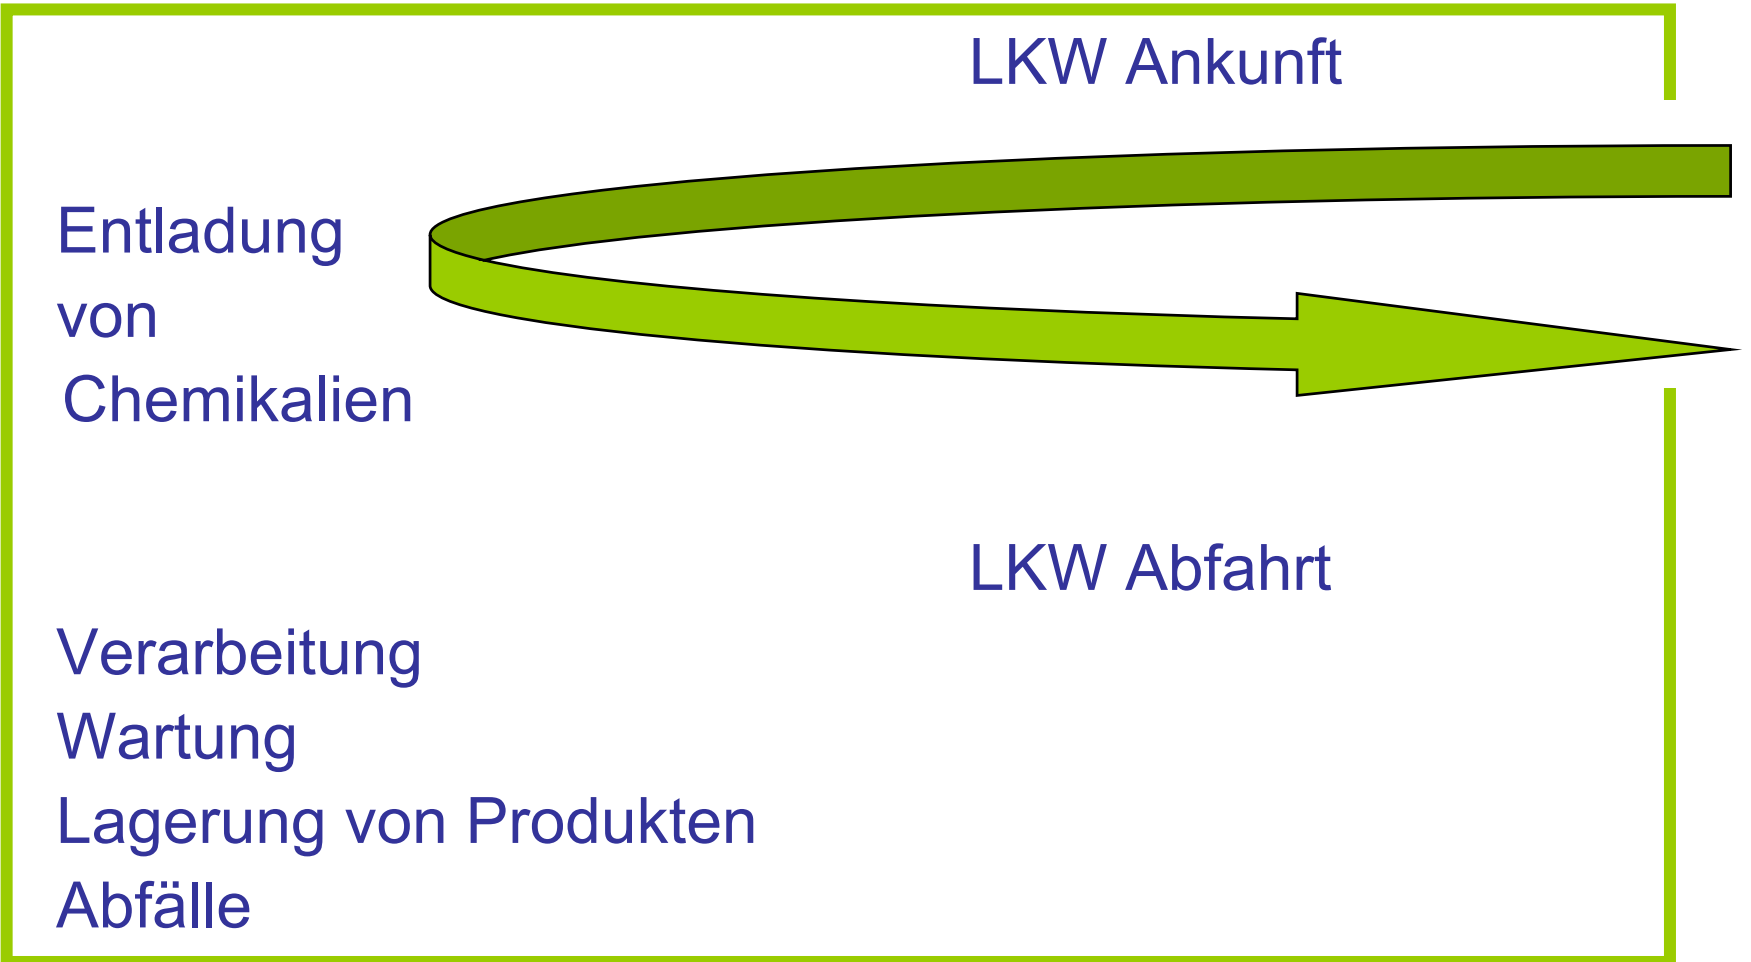 LKW Ankunft
Entladung
von
Chemikalien
LKW Abfahrt
Verarbeitung
Wartung
Lagerung von Produkten
Abfälle